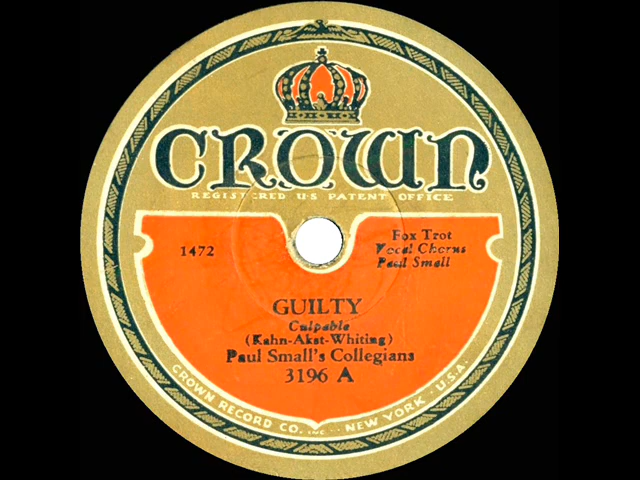 CROWN
REGISTERED U·S PATENT OFFICE
1472
Fox Trot
Vocal Chorus
Paul Small
GUILTY
Culpable
(Kahn-Akst-Whiting)
Paul Small's Collegians
3196 A
CROWN RECORD CO. INC. · NEW YORK · U.S.A.